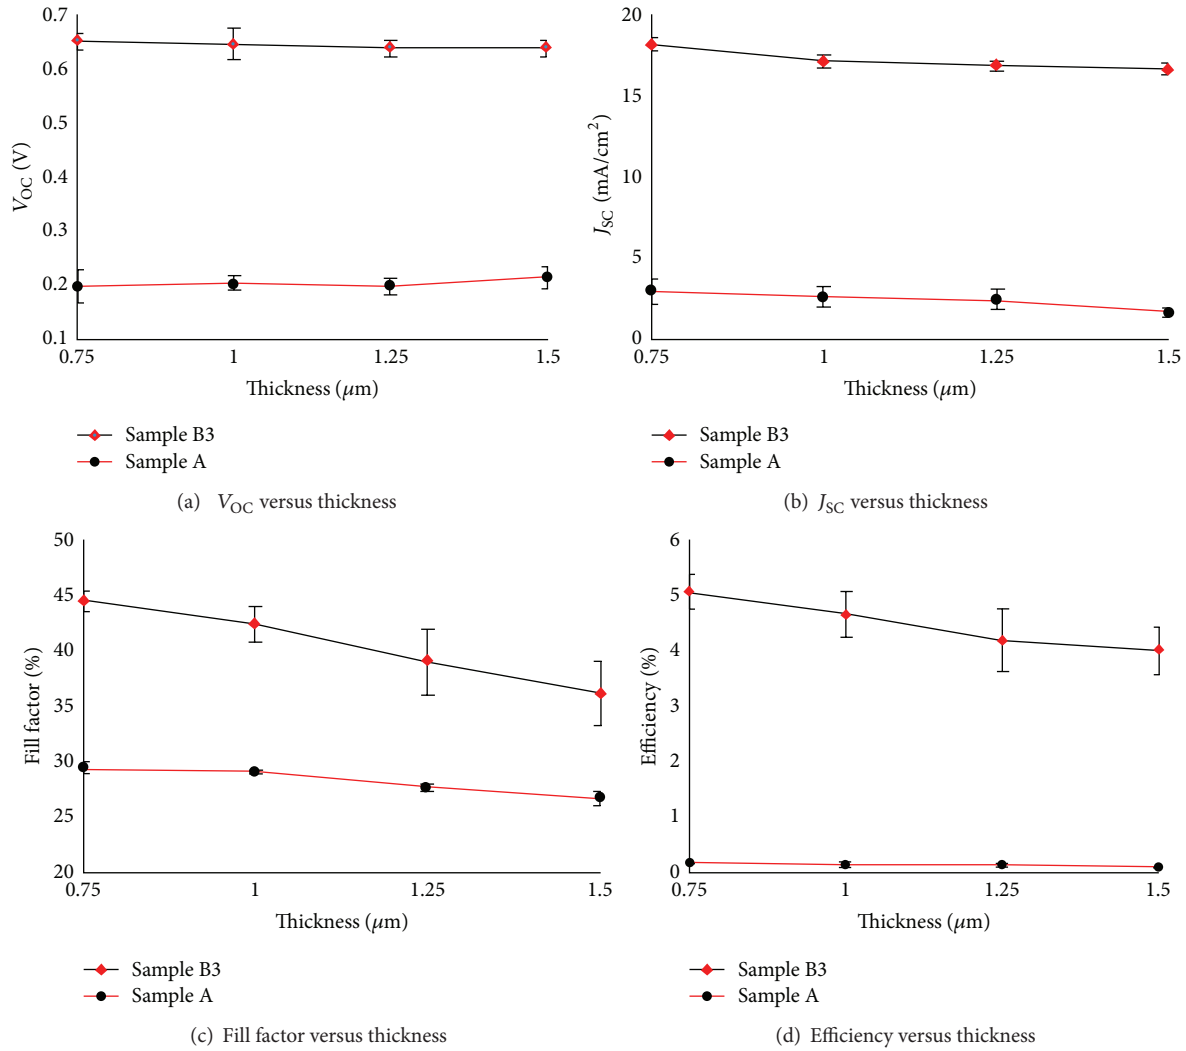 0.7
0.6
0.5
0.4
0.3
0.2
0.1
V_OC (V)
0.75 1 1.25 1.5
Thickness (μm)
Sample B3
Sample A
(a) V_OC versus thickness
20
15
10
5
0
J_SC (mA/cm²)
0.75 1 1.25 1.5
Thickness (μm)
Sample B3
Sample A
(b) J_SC versus thickness
50
45
40
35
30
25
20
Fill factor (%)
0.75 1 1.25 1.5
Thickness (μm)
Sample B3
Sample A
(c) Fill factor versus thickness
6
5
4
3
2
1
0
Efficiency (%)
0.75 1 1.25 1.5
Thickness (μm)
Sample B3
Sample A
(d) Efficiency versus thickness